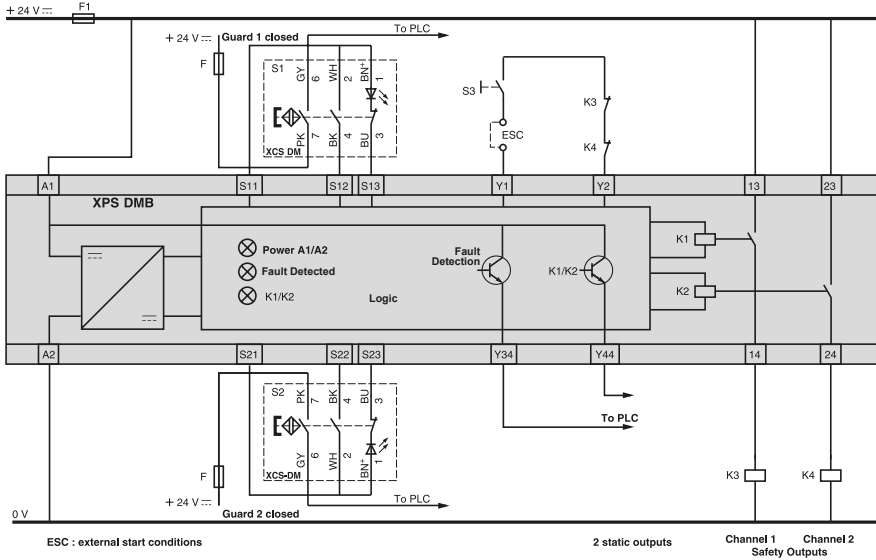 + 24 V F1
F
+ 24 V Guard 1 closed
To PLC
S1
GY 6
WH 2
BN+ 1
PK 7
BK 4
BU 3
XCS DM
S3
ESC
K3
K4
A1 S11 S12 S13 Y1 Y2 13 23
XPS DMB
Power A1/A2
Fault Detected
K1/K2
Logic
Fault
Detection
K1/K2
K1
K2
A2 S21 S22 S23 Y34 Y44 14 24
S2
PK 7
BK 4
BU 3
GY 6
WH 2
BN+ 1
XCS-DM
F
+ 24 V
Guard 2 closed
To PLC
To PLC
K3 K4
0 V
ESC : external start conditions
2 static outputs
Channel 1 Channel 2
Safety Outputs